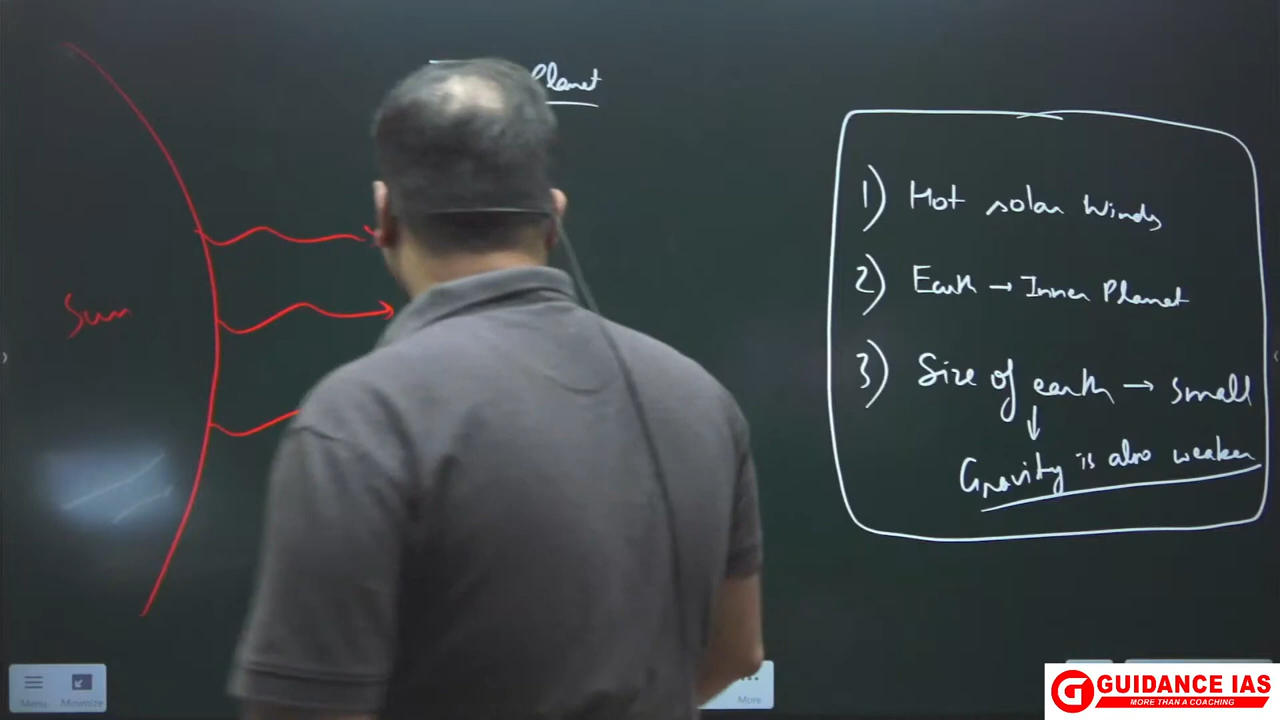 Planet
Sun
1) Hot solar winds
2) Earth → Inner Planet
3) Size of earth → small
↓
Gravity is also weaker
Menu
Minimize
More
GUIDANCE IAS
MORE THAN A COACHING